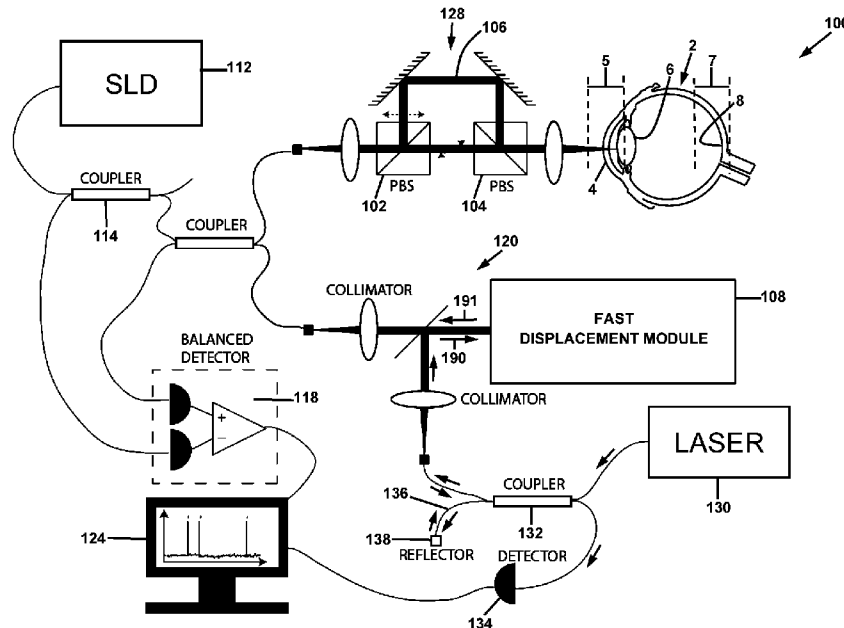 128
106
100
SLD
112
5
2
7
6
8
PBS
PBS
4
102
104
COUPLER
114
COUPLER
120
COLLIMATOR
191
190
FAST
DISPLACEMENT MODULE
108
BALANCED
DETECTOR
118
+
–
COLLIMATOR
LASER
130
COUPLER
136
132
124
138
REFLECTOR
DETECTOR
134